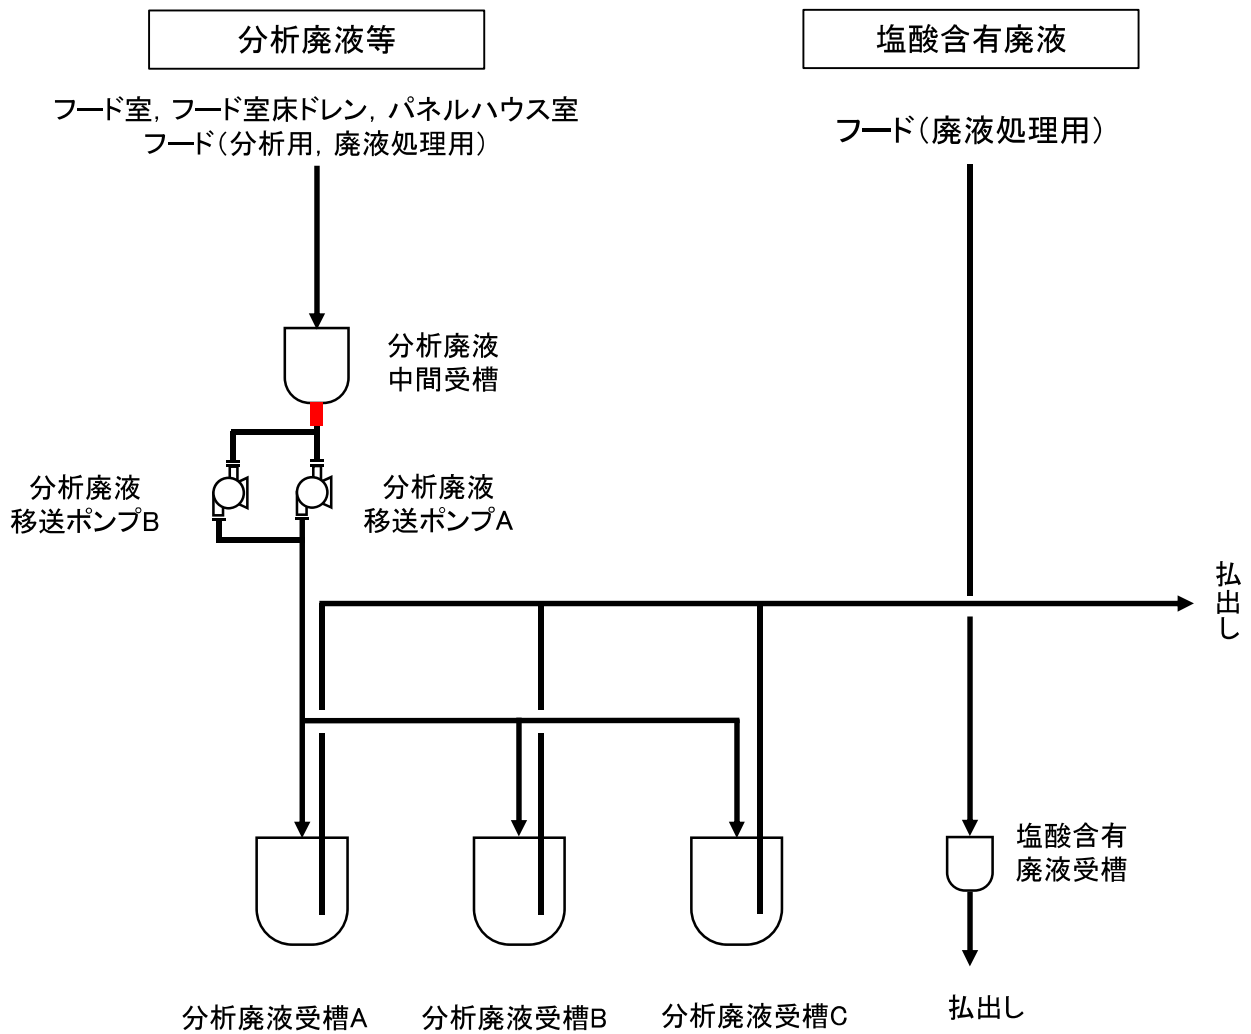 分析廃液等
フード室，フード室床ドレン，パネルハウス室
フード（分析用，廃液処理用）
塩酸含有廃液
フード（廃液処理用）
分析廃液
中間受槽
分析廃液
移送ポンプB
分析廃液
移送ポンプA
払出し
塩酸含有
廃液受槽
分析廃液受槽A
分析廃液受槽B
分析廃液受槽C
払出し